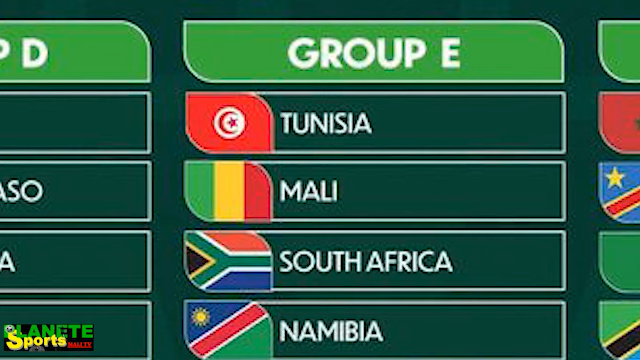 P D
GROUP E
TUNISIA
ASO
MALI
A
SOUTH AFRICA
NAMIBIA
PLANETE
Sports